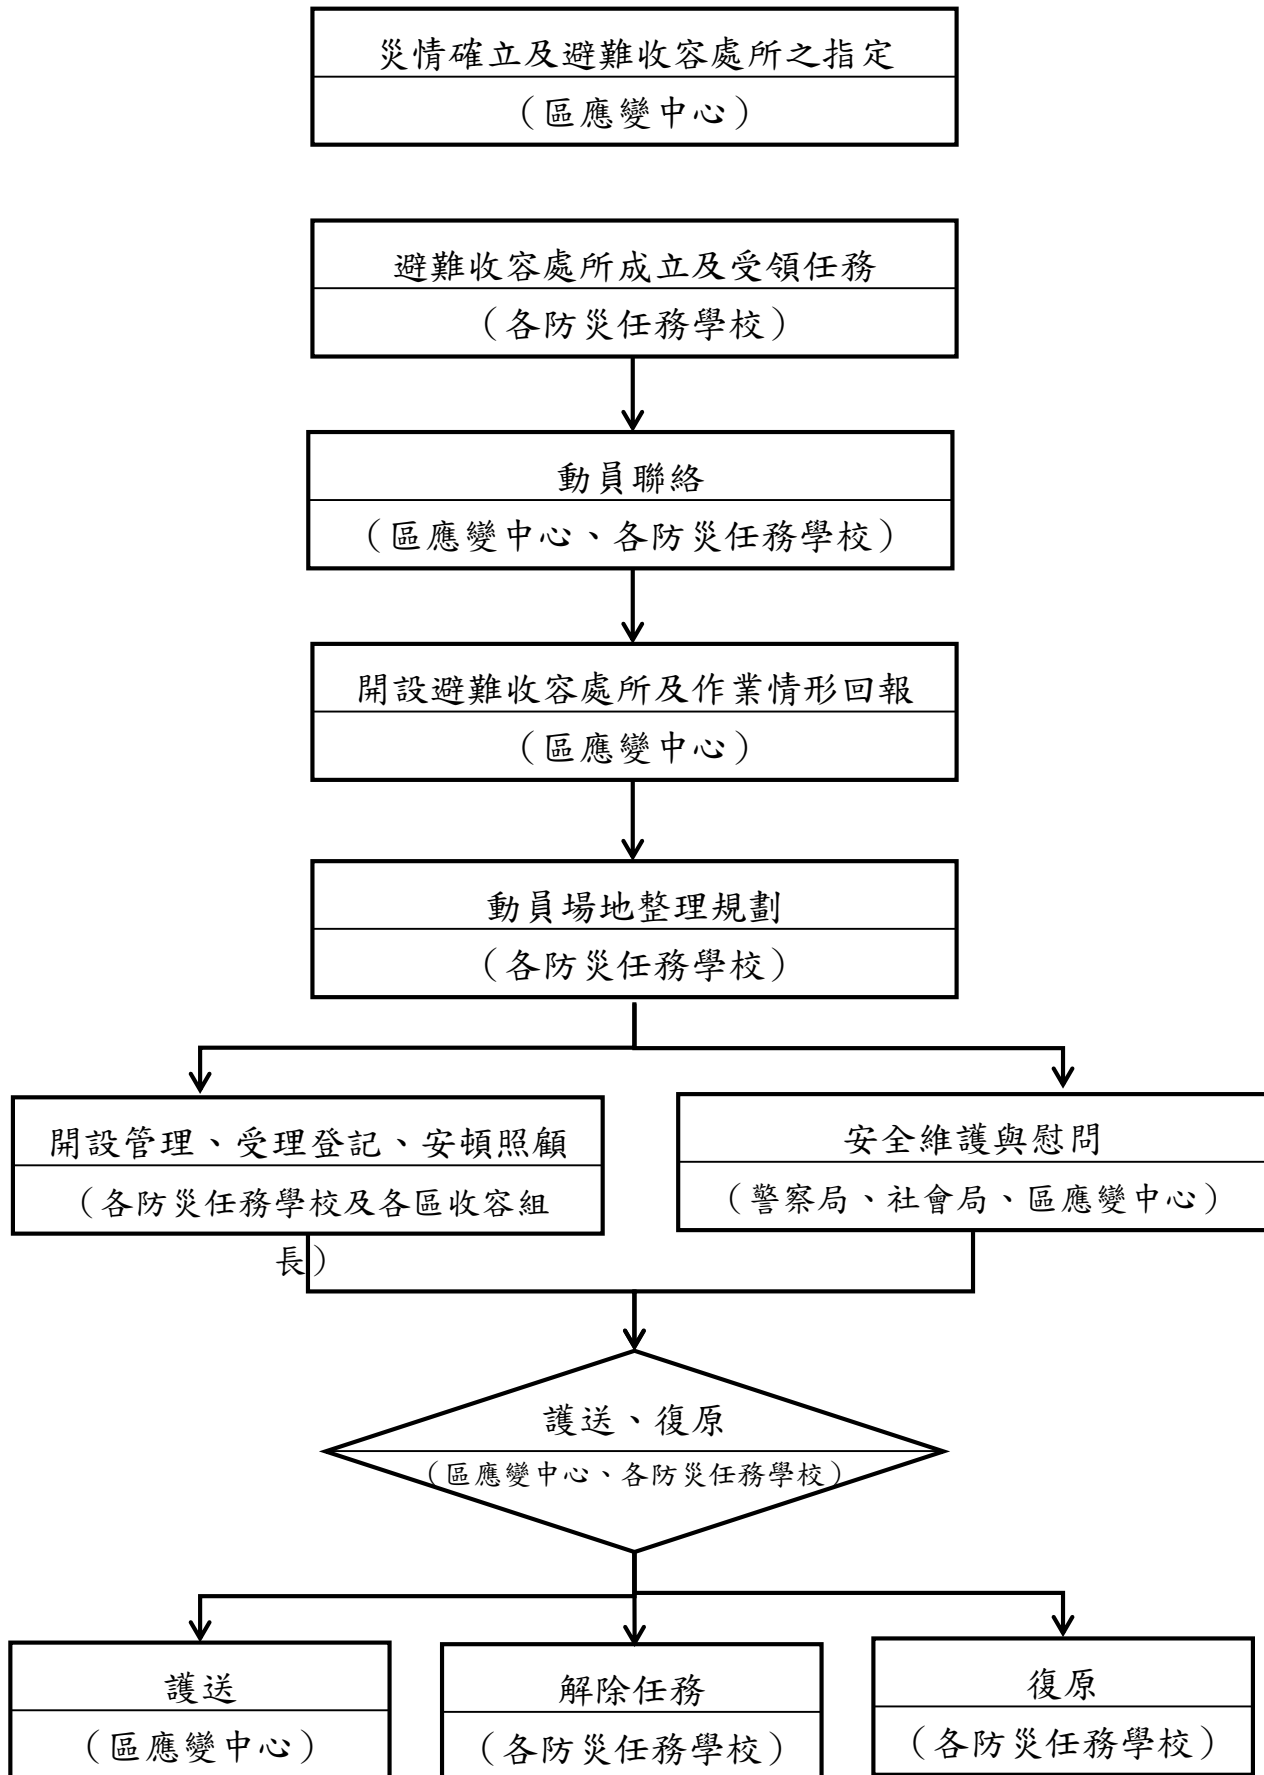 災情確立及避難收容處所之指定
（區應變中心）
避難收容處所成立及受領任務
（各防災任務學校）
動員聯絡
（區應變中心、各防災任務學校）
開設避難收容處所及作業情形回報
（區應變中心）
動員場地整理規劃
（各防災任務學校）
開設管理、受理登記、安頓照顧
（各防災任務學校及各區收容組
長）
安全維護與慰問
（警察局、社會局、區應變中心）
護送、復原
（區應變中心、各防災任務學校）
護送
（區應變中心）
解除任務
（各防災任務學校）
復原
（各防災任務學校）